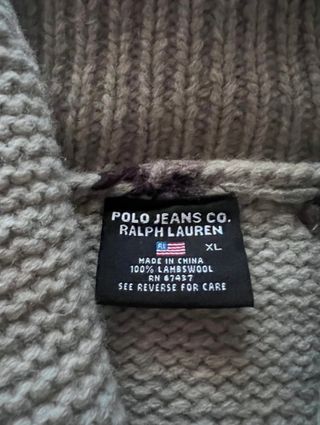 POLO JEANS CO.
RALPH LAUREN
XL
MADE IN CHINA
100% LAMBSWOOL
RN 67437
SEE REVERSE FOR CARE